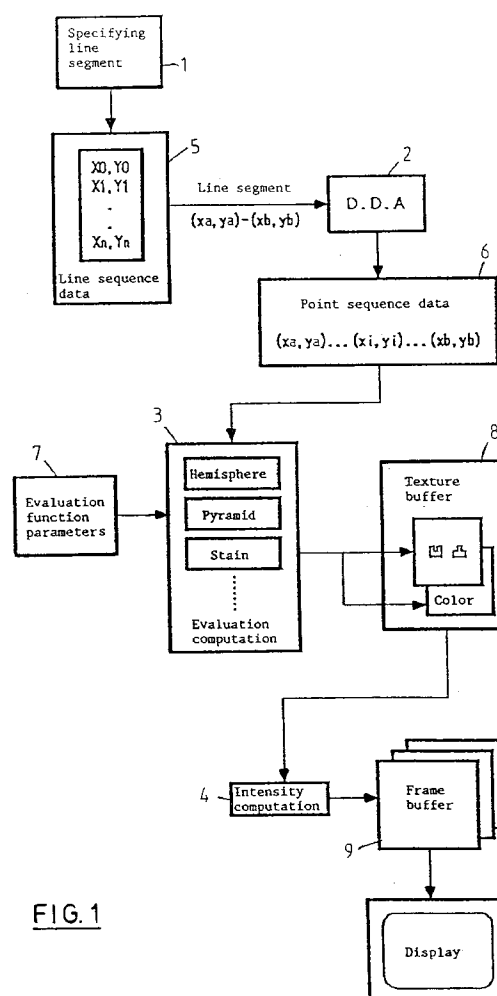 Specifying
line
segment
1
5
X0,Y0
X1,Y1
.
.
Xn,Yn
Line sequence
data
Line segment
(xa,ya)-(xb,yb)
2
D.D.A
6
Point sequence data
(xa,ya)...(xi,yi)...(xb,yb)
7
Evaluation
function
parameters
3
Hemisphere
Pyramid
Stain
......
Evaluation
computation
8
Texture
buffer
凹 凸
Color
4
Intensity
computation
Frame
buffer
9
Display
FIG.1